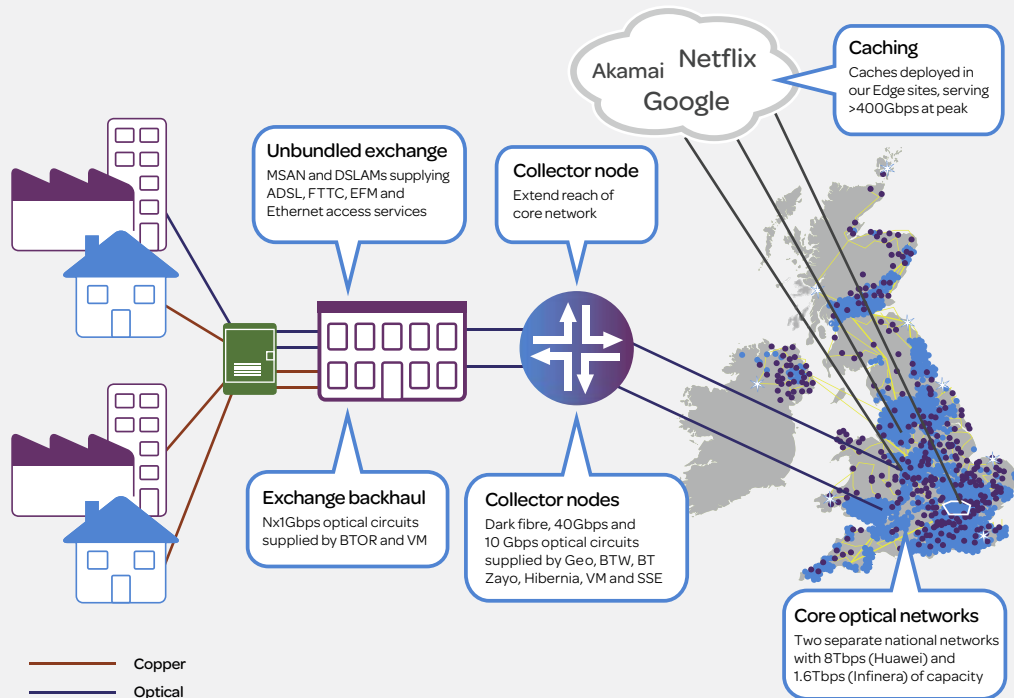 Akamai Netflix
Google
Caching
Caches deployed in
our Edge sites, serving
>400Gbps at peak
Unbundled exchange
MSAN and DSLAMs supplying
ADSL, FTTC, EFM and
Ethernet access services
Collector node
Extend reach of
core network
Exchange backhaul
Nx1Gbps optical circuits
supplied by BTOR and VM
Collector nodes
Dark fibre, 40Gbps and
10 Gbps optical circuits
supplied by Geo, BTW, BT
Zayo, Hibernia, VM and SSE
Core optical networks
Two separate national networks
with 8Tbps (Huawei) and
1.6Tbps (Infinera) of capacity
Copper
Optical